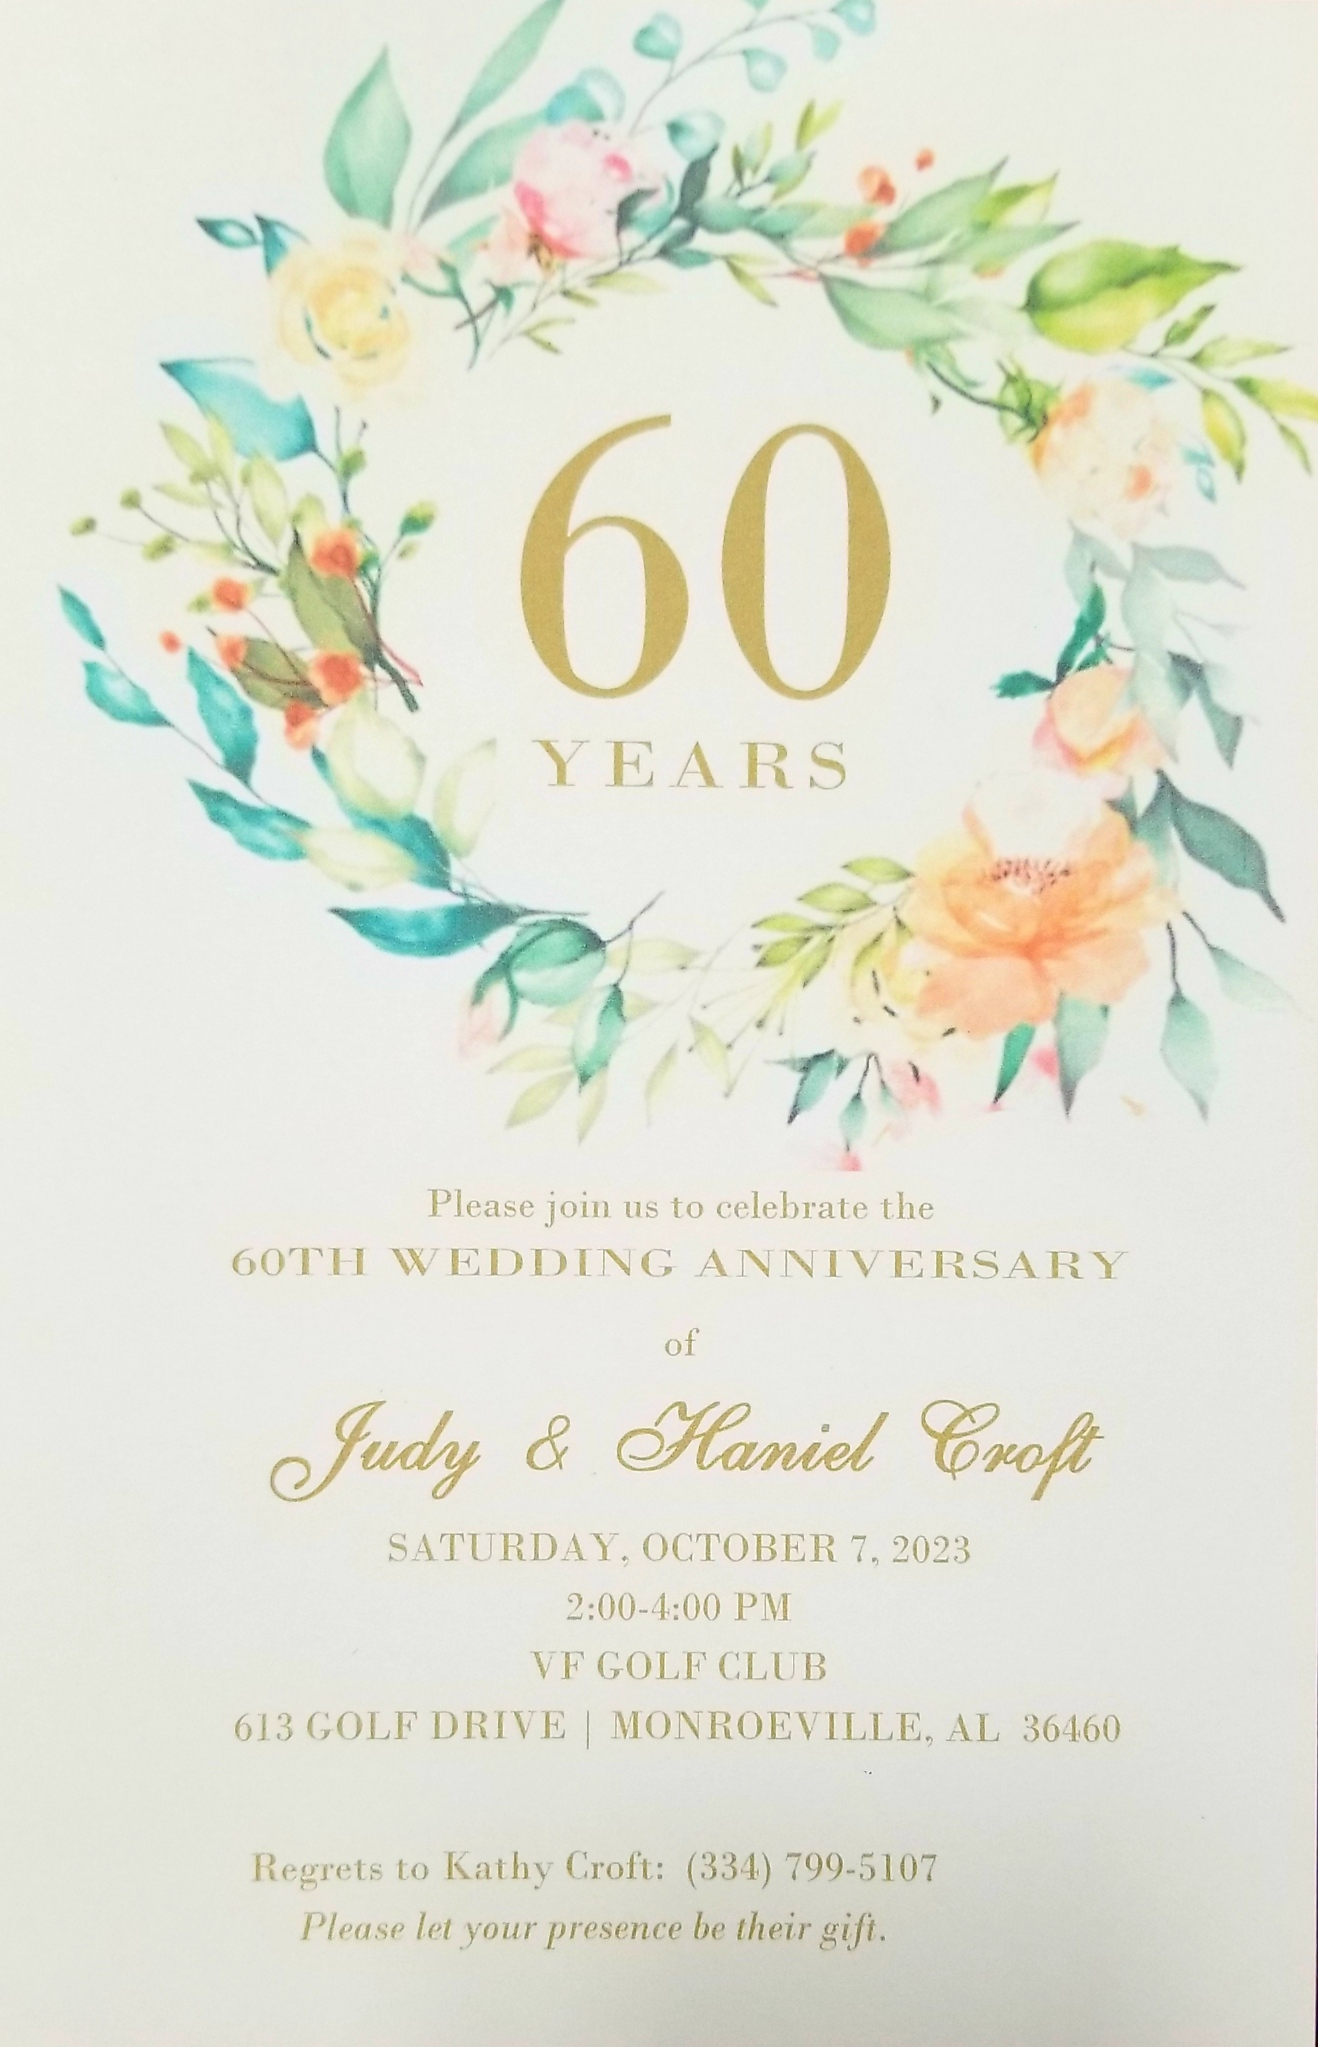 60
YEARS
Please join us to celebrate the
60TH WEDDING ANNIVERSARY
of
Judy & Haniel Croft
SATURDAY, OCTOBER 7, 2023
2:00-4:00 PM
VF GOLF CLUB
613 GOLF DRIVE | MONROEVILLE, AL 36460
Regrets to Kathy Croft: (334) 799-5107
Please let your presence be their gift.